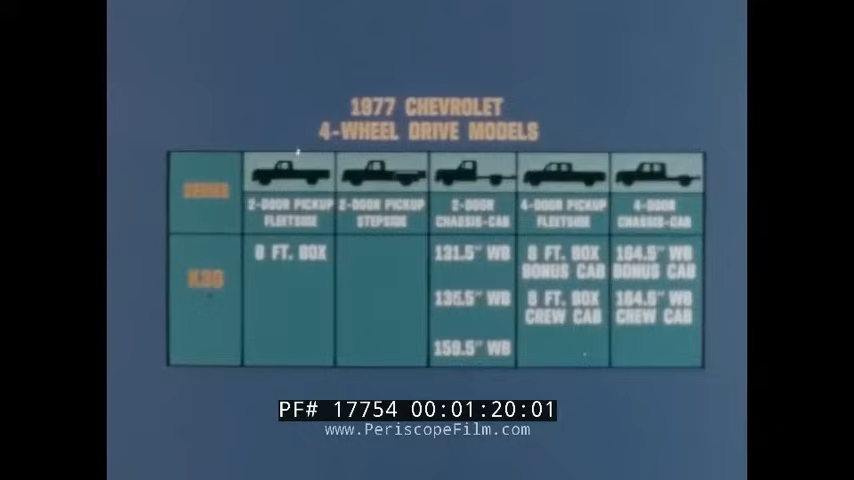 1977 CHEVROLET
4-WHEEL DRIVE MODELS
SERIES
2-DOOR PICKUP
FLEETSIDE
2-DOOR PICKUP
STEPSIDE
2-DOOR
CHASSIS-CAB
4-DOOR PICKUP
FLEETSIDE
4-DOOR
CHASSIS-CAB
K30
8 FT. BOX
131.5" WB
135.5" WB
159.5" WB
8 FT. BOX
BONUS CAB
8 FT. BOX
CREW CAB
164.5" WB
BONUS CAB
164.5" WB
CREW CAB
PF# 17754 00:01:20:01
www.PeriscopeFilm.com